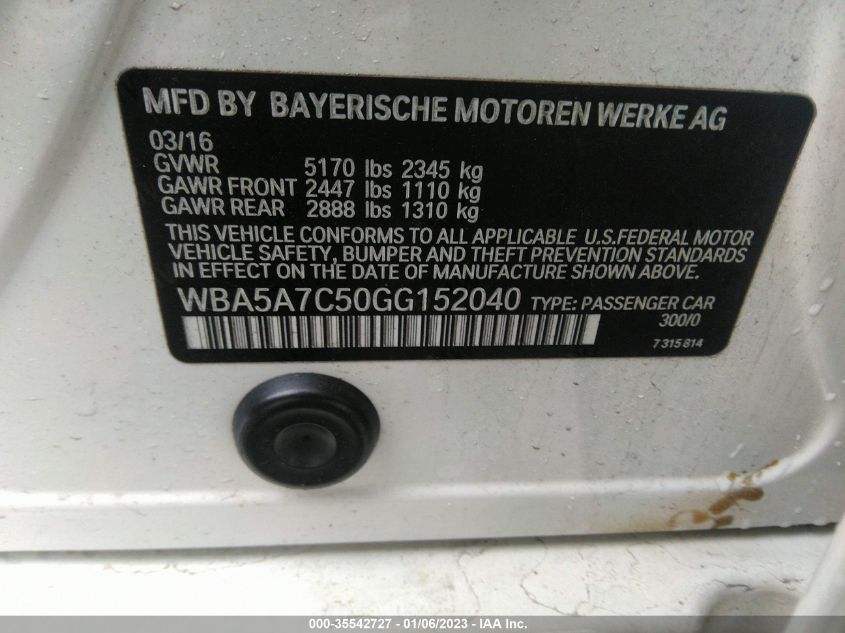 MFD BY BAYERISCHE MOTOREN WERKE AG
03/16
GVWR 5170 lbs 2345 kg
GAWR FRONT 2447 lbs 1110 kg
GAWR REAR 2888 lbs 1310 kg
THIS VEHICLE CONFORMS TO ALL APPLICABLE U.S.FEDERAL MOTOR
VEHICLE SAFETY, BUMPER AND THEFT PREVENTION STANDARDS
IN EFFECT ON THE DATE OF MANUFACTURE SHOWN ABOVE.
WBA5A7C50GG152040 TYPE: PASSENGER CAR
300/0
7315814
000-35542727 - 01/06/2023 - IAA Inc.